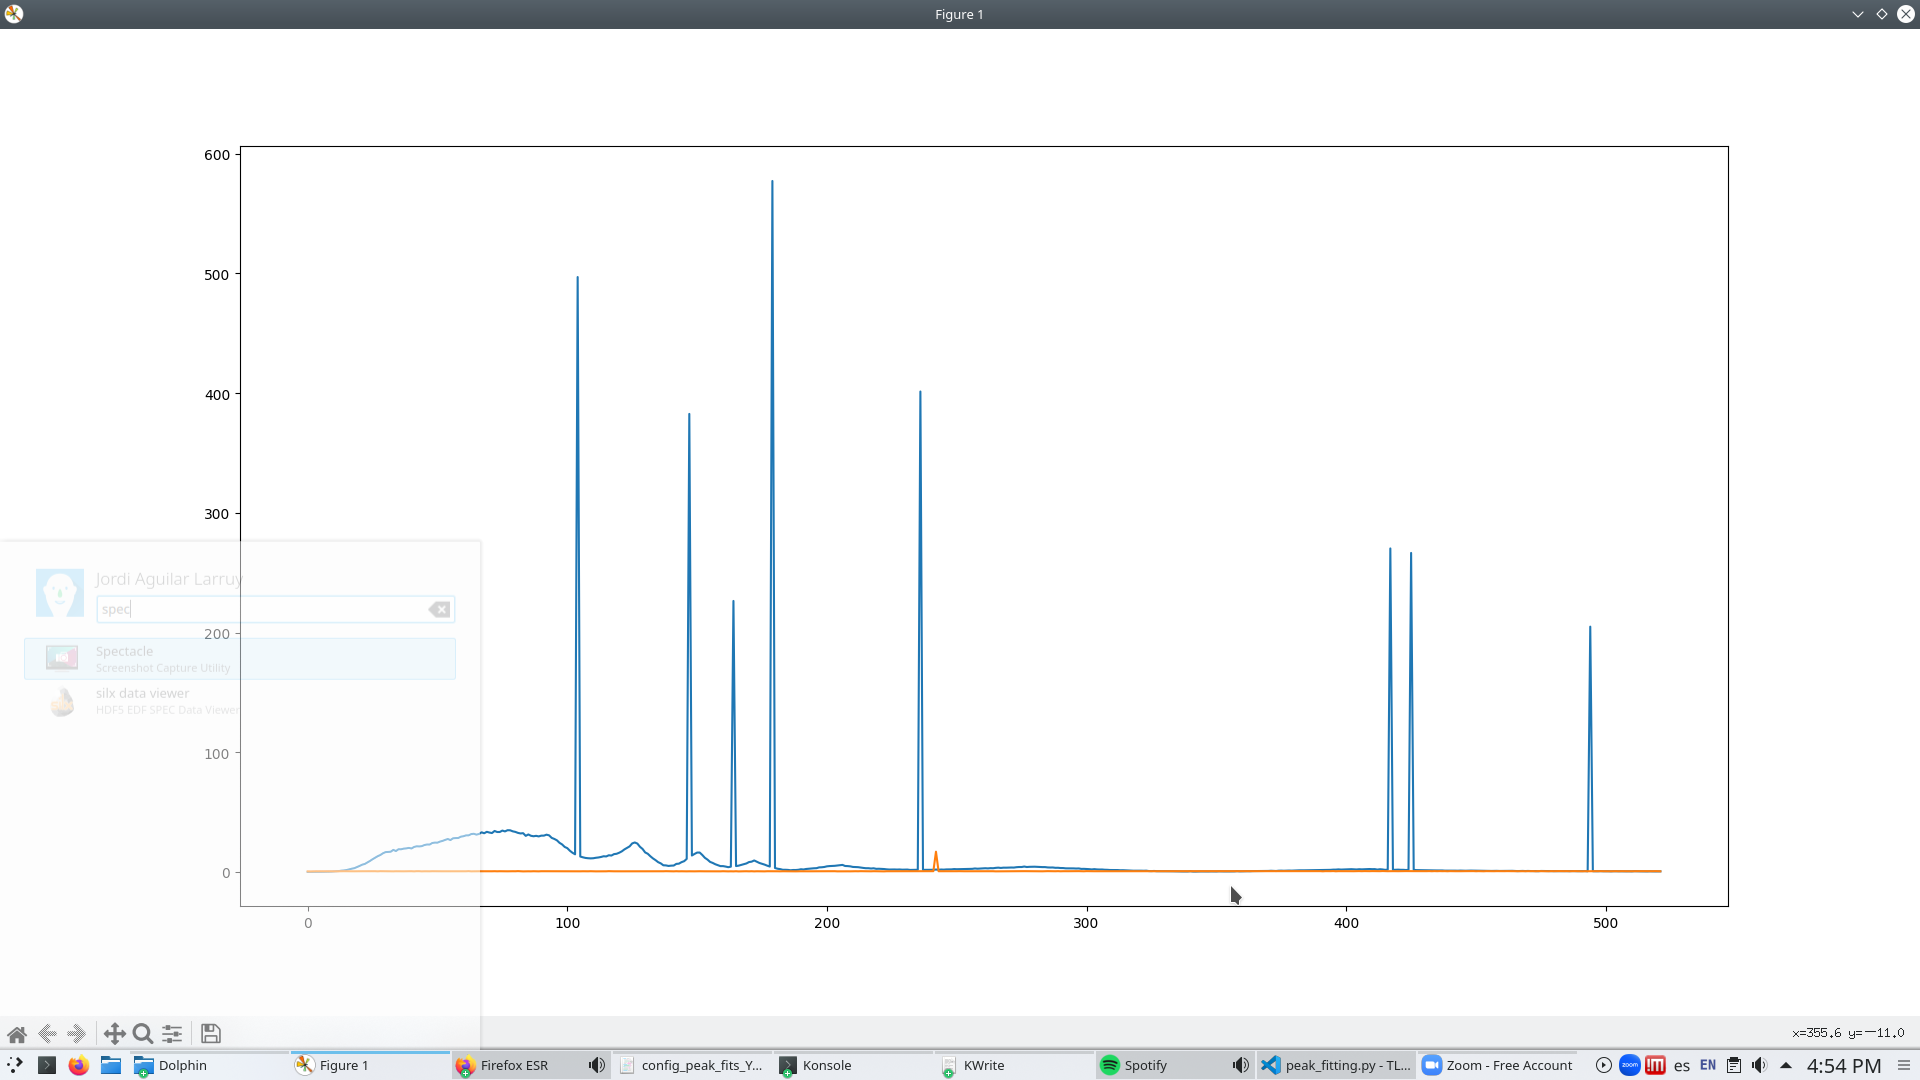 Figure 1
600
500
400
300
200
100
0
0 100 200 300 400 500
Jordi Aguilar Larruy
spec
Spectacle
Screenshot Capture Utility
silx data viewer
HDF5 EDF SPEC Data Viewer
x=355.6 y=−11.0
Dolphin
Figure 1
Firefox ESR
config_peak_fits_Y...
Konsole
KWrite
Spotify
peak_fitting.py - TL...
zoom
Zoom - Free Account
zoom
es
EN
4:54 PM